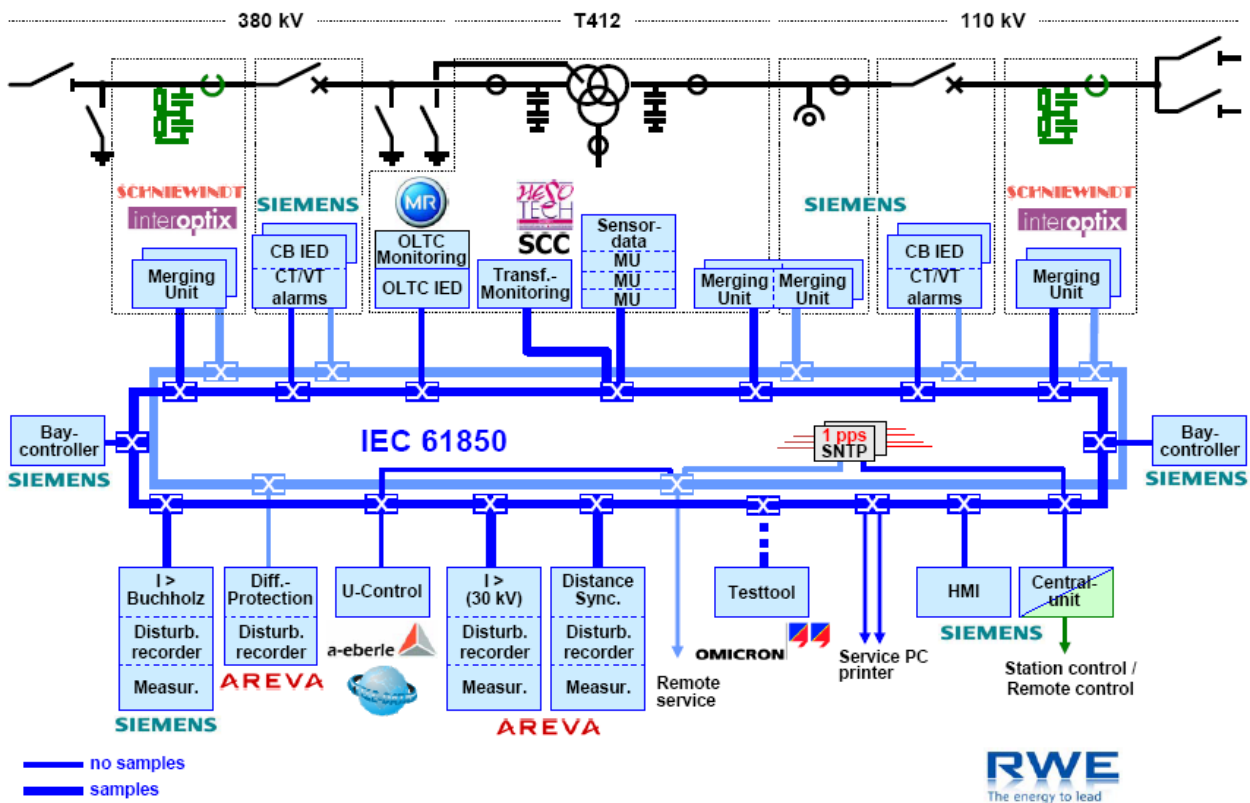 380 kV
T412
110 kV
SCHNIEWINDT
interoptix
SIEMENS
MR
HESO
TECH
SCC
SIEMENS
SCHNIEWINDT
interoptix
Merging
Unit
CB IED
CT/VT
alarms
OLTC
Monitoring
OLTC IED
Transf.-
Monitoring
Sensor-
data
MU
MU
MU
Merging
Unit
Merging
Unit
CB IED
CT/VT
alarms
Merging
Unit
Bay-
controller
SIEMENS
IEC 61850
1 pps
SNTP
Bay-
controller
SIEMENS
I >
Buchholz
Disturb.
recorder
Measur.
SIEMENS
Diff.-
Protection
Disturb.
recorder
AREVA
U-Control
a-eberle
I >
(30 kV)
Disturb.
recorder
Measur.
Distance
Sync.
Disturb.
recorder
Measur.
AREVA
Remote
service
Testtool
OMICRON
Service PC
printer
HMI
SIEMENS
Central-
unit
Station control /
Remote control
no samples
samples
RWE
The energy to lead